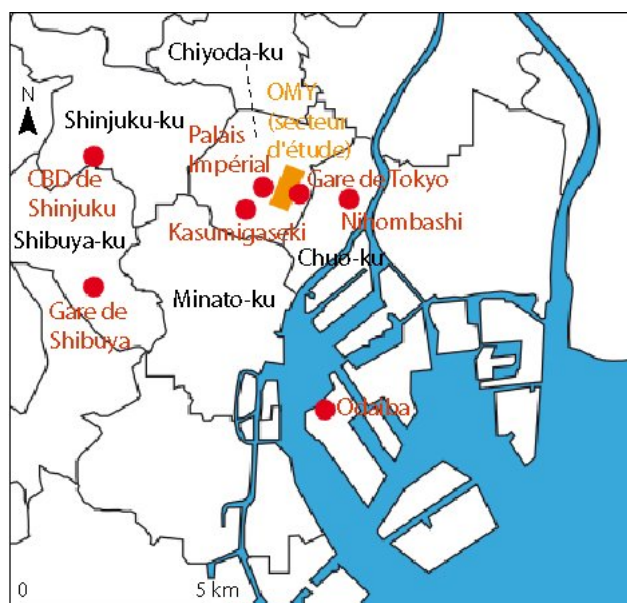 Chiyoda-ku
N
OMY
(secteur
d'étude)
Shinjuku-ku
Palais
Impérial
CBD de
Shinjuku
Gare de Tokyo
Nihombashi
Kasumigaseki
Shibuya-ku
Chuo-ku
Minato-ku
Gare de
Shibuya
Odaiba
0
5 km